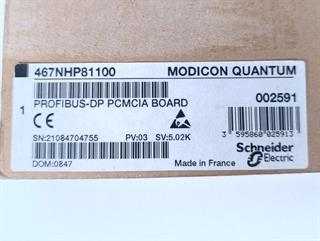 467NHP81100 MODICON QUANTUM
1 PROFIBUS-DP PCMCIA BOARD 002591
CE
SN:21084704755 PV:03 SV:5.02K 3 595860 025913
Schneider
Electric
DOM:0847 Made in France